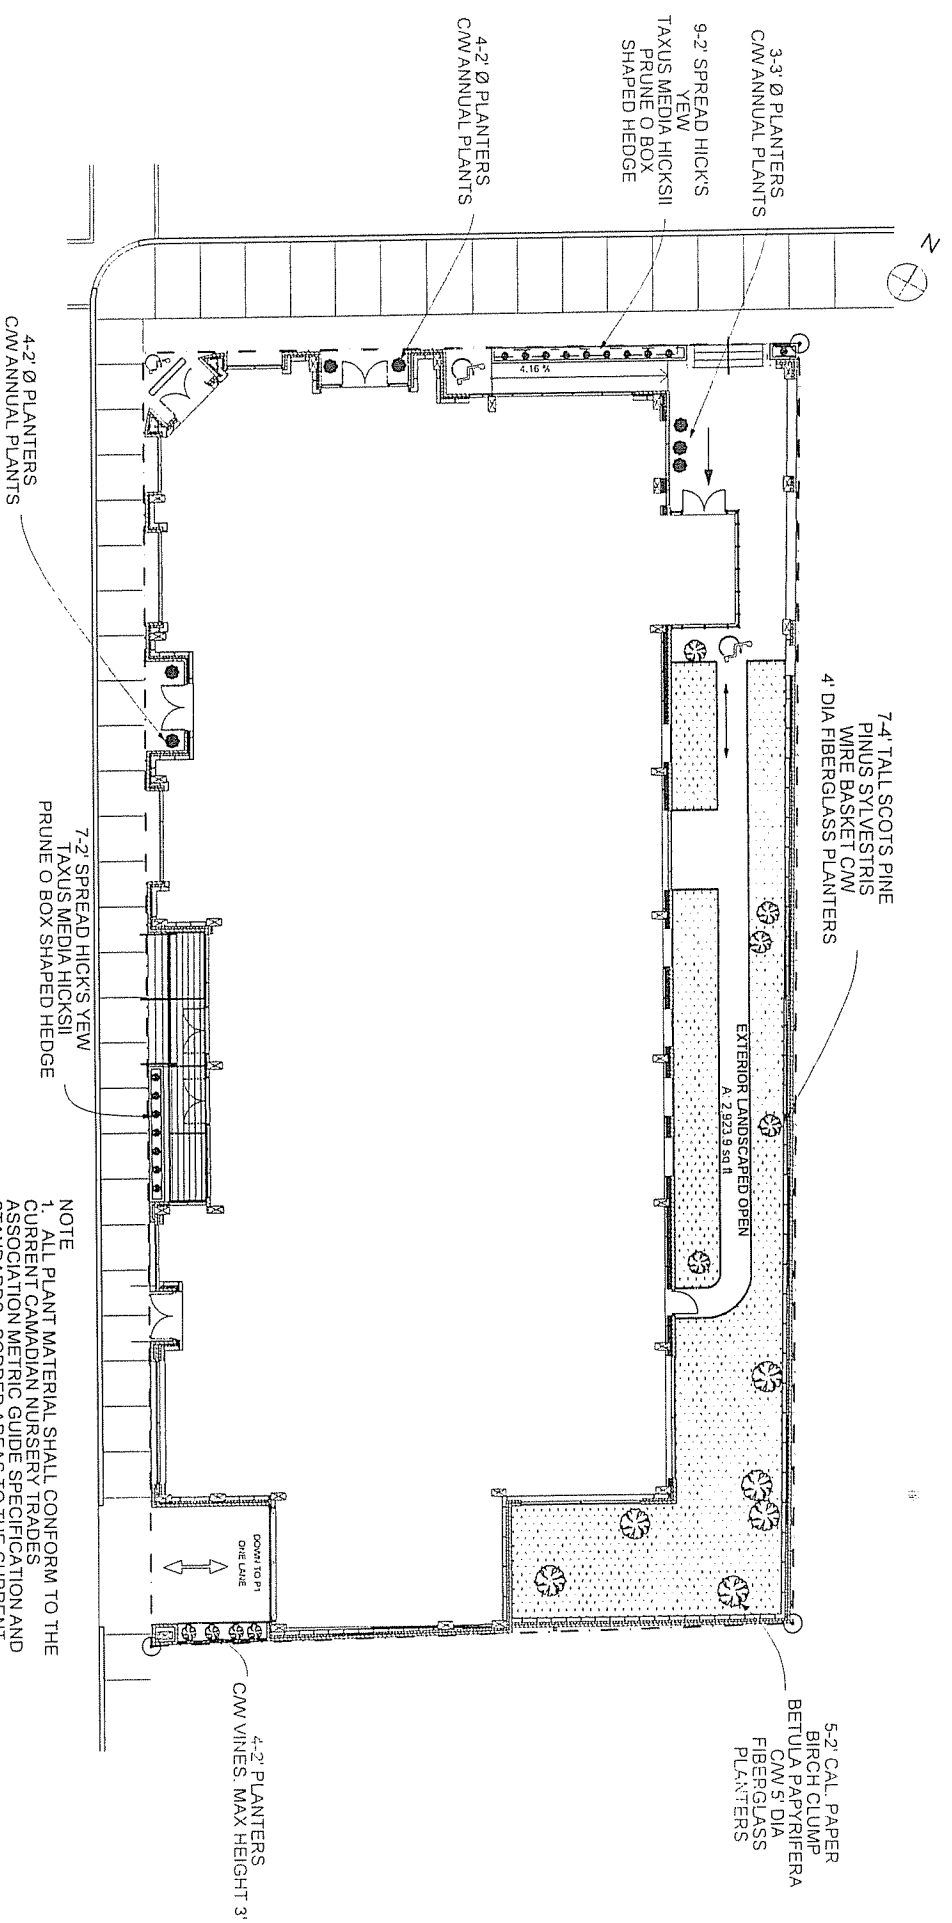 N
3-3' Ø PLANTERS
C/W ANNUAL PLANTS
9-2' SPREAD HICK'S
YEW
TAXUS MEDIA HICKSII
PRUNE O BOX
SHAPED HEDGE
4-2' Ø PLANTERS
C/W ANNUAL PLANTS
4.16 %
4-2' Ø PLANTERS
C/W ANNUAL PLANTS
7-4' TALL SCOTS PINE
PINUS SYLVESTRIS
WIRE BASKET C/W
4' DIA FIBERGLASS PLANTERS
EXTERIOR LANDSCAPED OPEN
A: 2,923.9 sq ft
7-2' SPREAD HICK'S YEW
TAXUS MEDIA HICKSII
PRUNE O BOX SHAPED HEDGE
DOWN TO P1
ONE LANE
5-2' CAL. PAPER
BIRCH CLUMP
BETULA PAPYRIFERA
C/W 5' DIA
FIBERGLASS
PLANTERS
4-2' PLANTERS
C/W VINES. MAX HEIGHT 3'
NOTE
1. ALL PLANT MATERIAL SHALL CONFORM TO THE
CURRENT CAMADIAN NURSERY TRADES
ASSOCIATION METRIC GUIDE SPECIFICATION AND